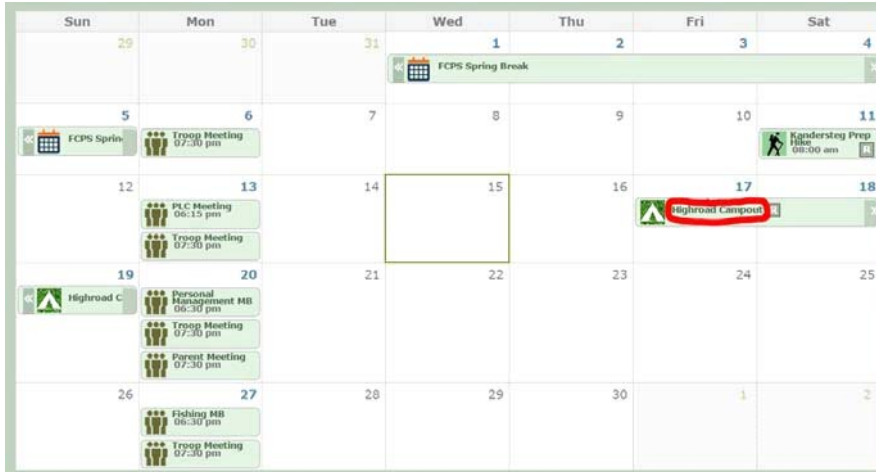 Sun Mon Tue Wed Thu Fri Sat
29 30 31 1 2 3 4
FCPS Spring Break
5 6 7 8 9 10 11
FCPS Sprin
Troop Meeting
07:30 pm
Kandersteg Prep
Hike
08:00 am R
12 13 14 15 16 17 18
PLC Meeting
06:15 pm
Troop Meeting
07:30 pm
Highroad Campout R
19 20 21 22 23 24 25
Highroad C
Personal
Management MB
06:30 pm
Troop Meeting
07:30 pm
Parent Meeting
07:30 pm
26 27 28 29 30 1 2
Fishing MB
06:30 pm
Troop Meeting
07:30 pm